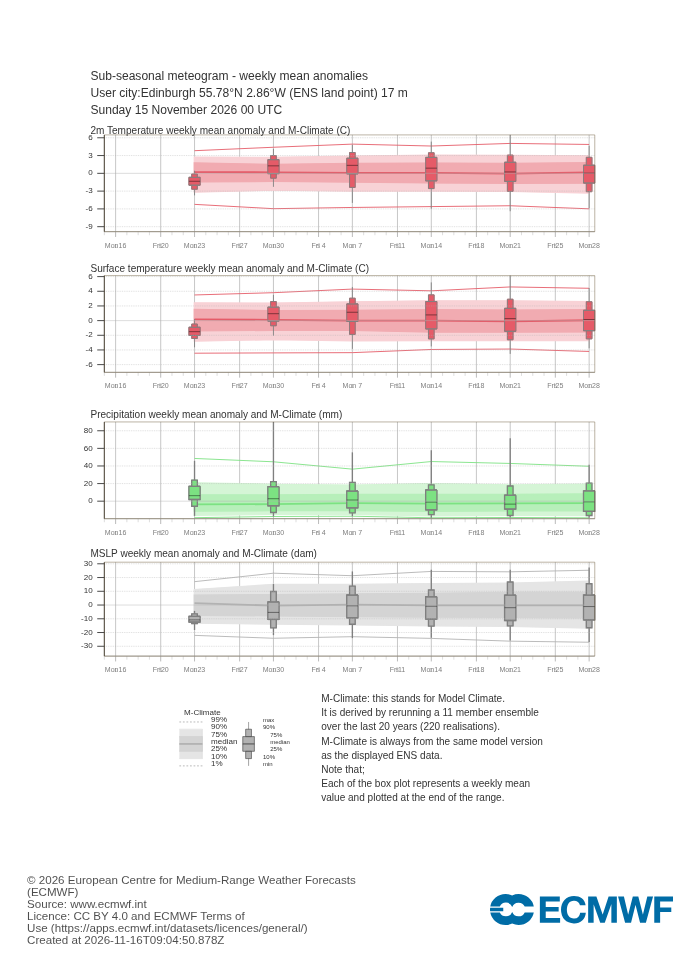 Sub-seasonal meteogram - weekly mean anomalies
User city:Edinburgh 55.78°N 2.86°W (ENS land point) 17 m
Sunday 15 November 2026 00 UTC
2m Temperature weekly mean anomaly and M-Climate (C)
6
3
0
-3
-6
-9
Mon16 Fri20 Mon23 Fri27 Mon30 Fri 4 Mon 7 Fri11 Mon14 Fri18 Mon21 Fri25 Mon28
Surface temperature weekly mean anomaly and M-Climate (C)
6
4
2
0
-2
-4
-6
Mon16 Fri20 Mon23 Fri27 Mon30 Fri 4 Mon 7 Fri11 Mon14 Fri18 Mon21 Fri25 Mon28
Precipitation weekly mean anomaly and M-Climate (mm)
80
60
40
20
0
Mon16 Fri20 Mon23 Fri27 Mon30 Fri 4 Mon 7 Fri11 Mon14 Fri18 Mon21 Fri25 Mon28
MSLP weekly mean anomaly and M-Climate (dam)
30
20
10
0
-10
-20
-30
Mon16 Fri20 Mon23 Fri27 Mon30 Fri 4 Mon 7 Fri11 Mon14 Fri18 Mon21 Fri25 Mon28
M-Climate
99%
90%
75%
median
25%
10%
1%
max
90%
75%
median
25%
10%
min
M-Climate: this stands for Model Climate.
It is derived by rerunning a 11 member ensemble
over the last 20 years (220 realisations).
M-Climate is always from the same model version
as the displayed ENS data.
Note that;
Each of the box plot represents a weekly mean
value and plotted at the end of the range.
© 2026 European Centre for Medium-Range Weather Forecasts
(ECMWF)
Source: www.ecmwf.int
Licence: CC BY 4.0 and ECMWF Terms of
Use (https://apps.ecmwf.int/datasets/licences/general/)
Created at 2026-11-16T09:04:50.878Z
ECMWF